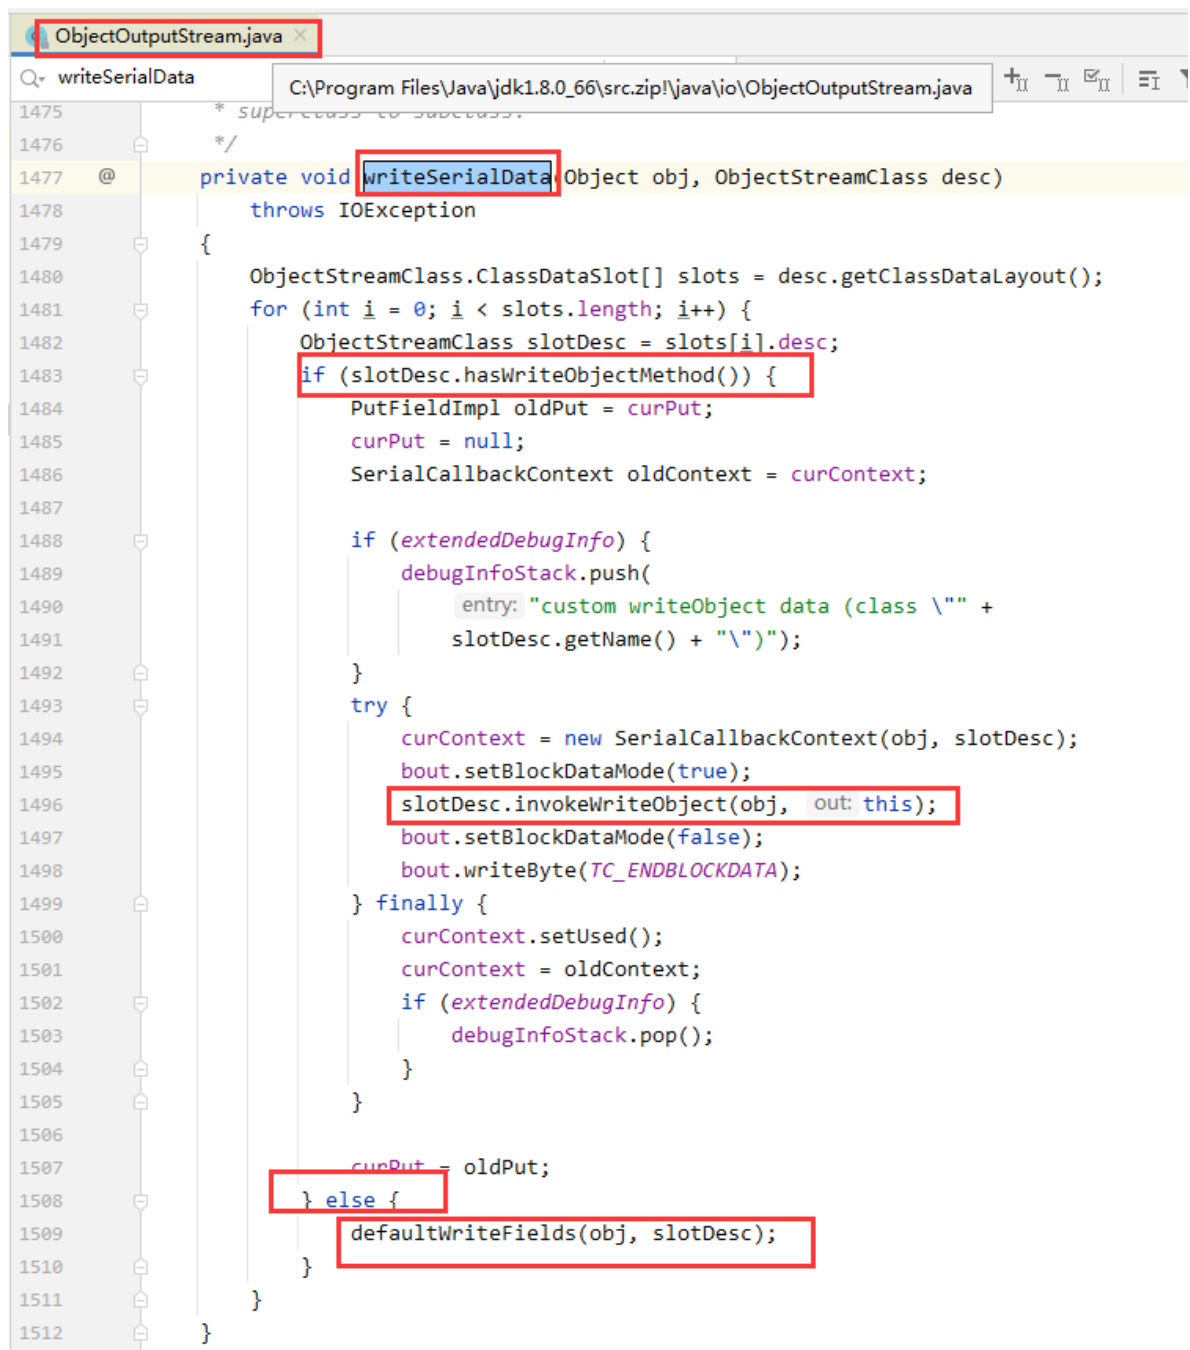 ObjectOutputStream.java
writeSerialData
C:\Program Files\Java\jdk1.8.0_66\src.zip!\java\io\ObjectOutputStream.java
1475 * superclass to subclass.
1476 */
1477 @ private void writeSerialData(Object obj, ObjectStreamClass desc)
1478 throws IOException
1479 {
1480 ObjectStreamClass.ClassDataSlot[] slots = desc.getClassDataLayout();
1481 for (int i = 0; i < slots.length; i++) {
1482 ObjectStreamClass slotDesc = slots[i].desc;
1483 if (slotDesc.hasWriteObjectMethod()) {
1484 PutFieldImpl oldPut = curPut;
1485 curPut = null;
1486 SerialCallbackContext oldContext = curContext;
1487
1488 if (extendedDebugInfo) {
1489 debugInfoStack.push(
1490 entry: "custom writeObject data (class \"" +
1491 slotDesc.getName() + "\")");
1492 }
1493 try {
1494 curContext = new SerialCallbackContext(obj, slotDesc);
1495 bout.setBlockDataMode(true);
1496 slotDesc.invokeWriteObject(obj, out: this);
1497 bout.setBlockDataMode(false);
1498 bout.writeByte(TC_ENDBLOCKDATA);
1499 } finally {
1500 curContext.setUsed();
1501 curContext = oldContext;
1502 if (extendedDebugInfo) {
1503 debugInfoStack.pop();
1504 }
1505 }
1506
1507 curPut = oldPut;
1508 } else {
1509 defaultWriteFields(obj, slotDesc);
1510 }
1511 }
1512 }